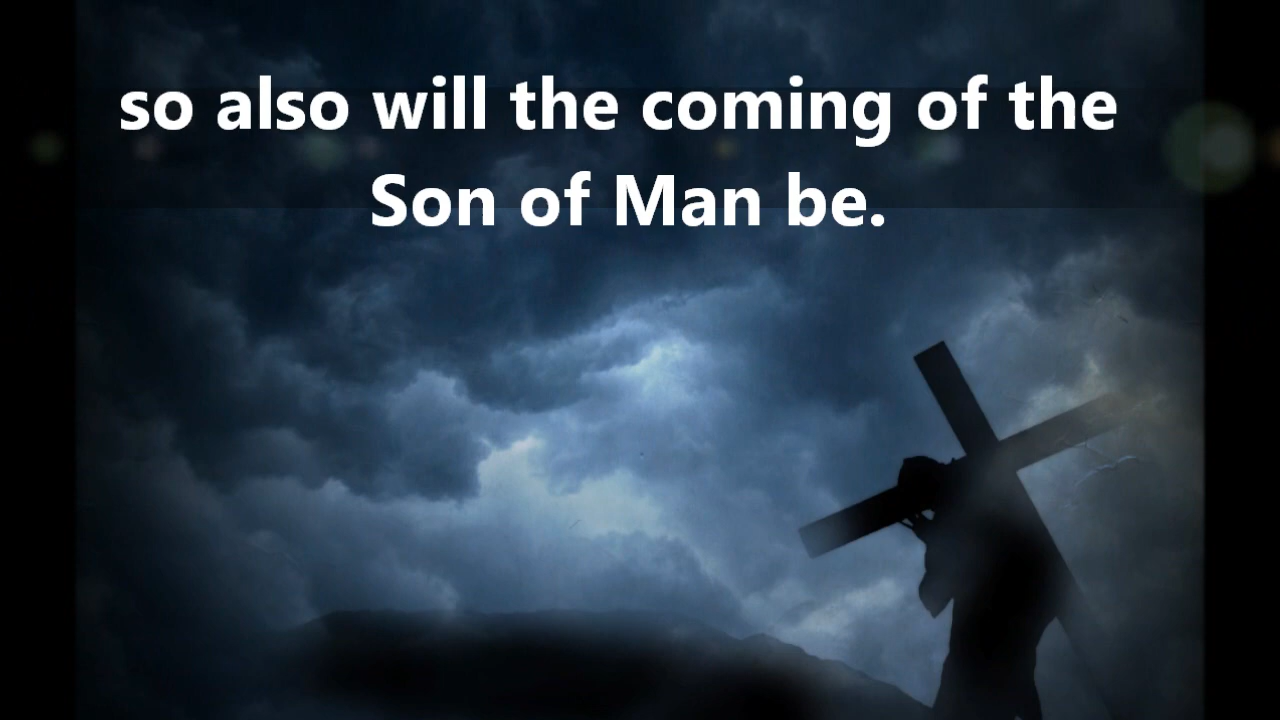 so also will the coming of the
Son of Man be.